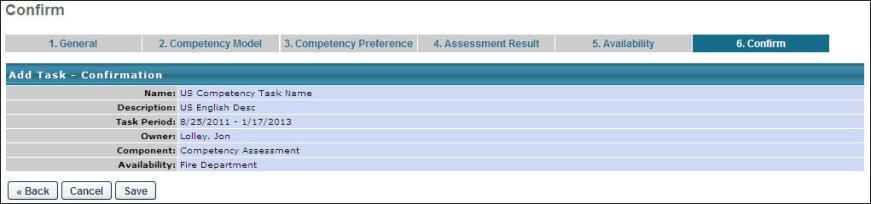 Confirm
1. General 2. Competency Model 3. Competency Preference 4. Assessment Result 5. Availability 6. Confirm
Add Task - Confirmation
Name: US Competency Task Name
Description: US English Desc
Task Period: 8/25/2011 - 1/17/2013
Owner: Lolley, Jon
Component: Competency Assessment
Availability: Fire Department
« Back Cancel Save